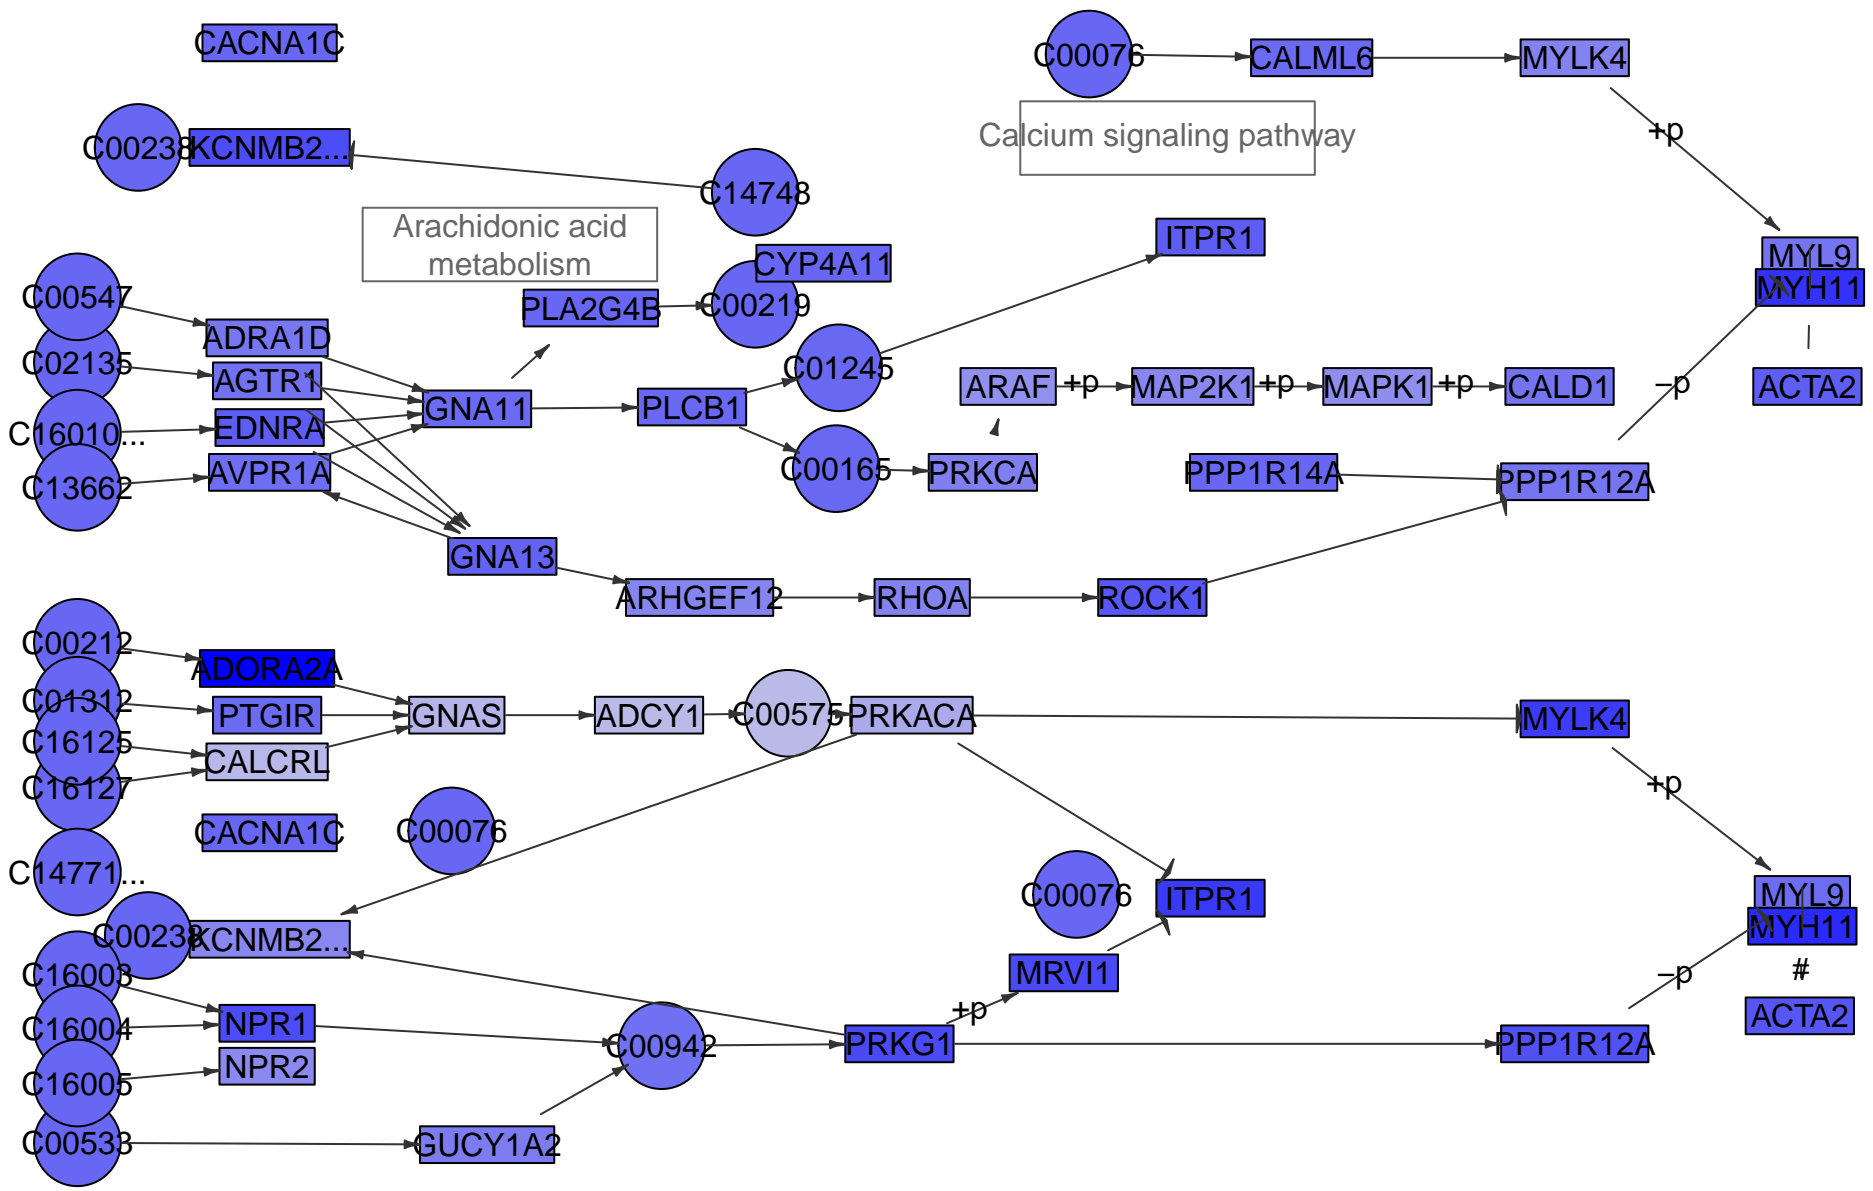 CACNA1C
C00076
CALML6
MYLK4
+p
Calcium signaling pathway
C00238
KCNMB2...
C14748
Arachidonic acid
metabolism
ITPR1
CYP4A11
MYL9
MYH11
C00547
PLA2G4B
C00219
ADRA1D
C02135
AGTR1
C01245
ARAF
+p
MAP2K1
+p
MAPK1
+p
CALD1
–p
ACTA2
GNA11
PLCB1
C16010...
EDNRA
C13662
AVPR1A
C00165
PRKCA
PPP1R14A
PPP1R12A
GNA13
ARHGEF12
RHOA
ROCK1
C00212
ADORA2A
C01312
PTGIR
GNAS
ADCY1
C00575
PRKACA
MYLK4
C16125
CALCRL
C16127
+p
CACNA1C
C00076
C14771...
C00076
ITPR1
MYL9
MYH11
C00238
KCNMB2...
C16003
MRVI1
–p
#
+p
C16004
NPR1
ACTA2
C00942
PRKG1
PPP1R12A
NPR2
C16005
C00533
GUCY1A2